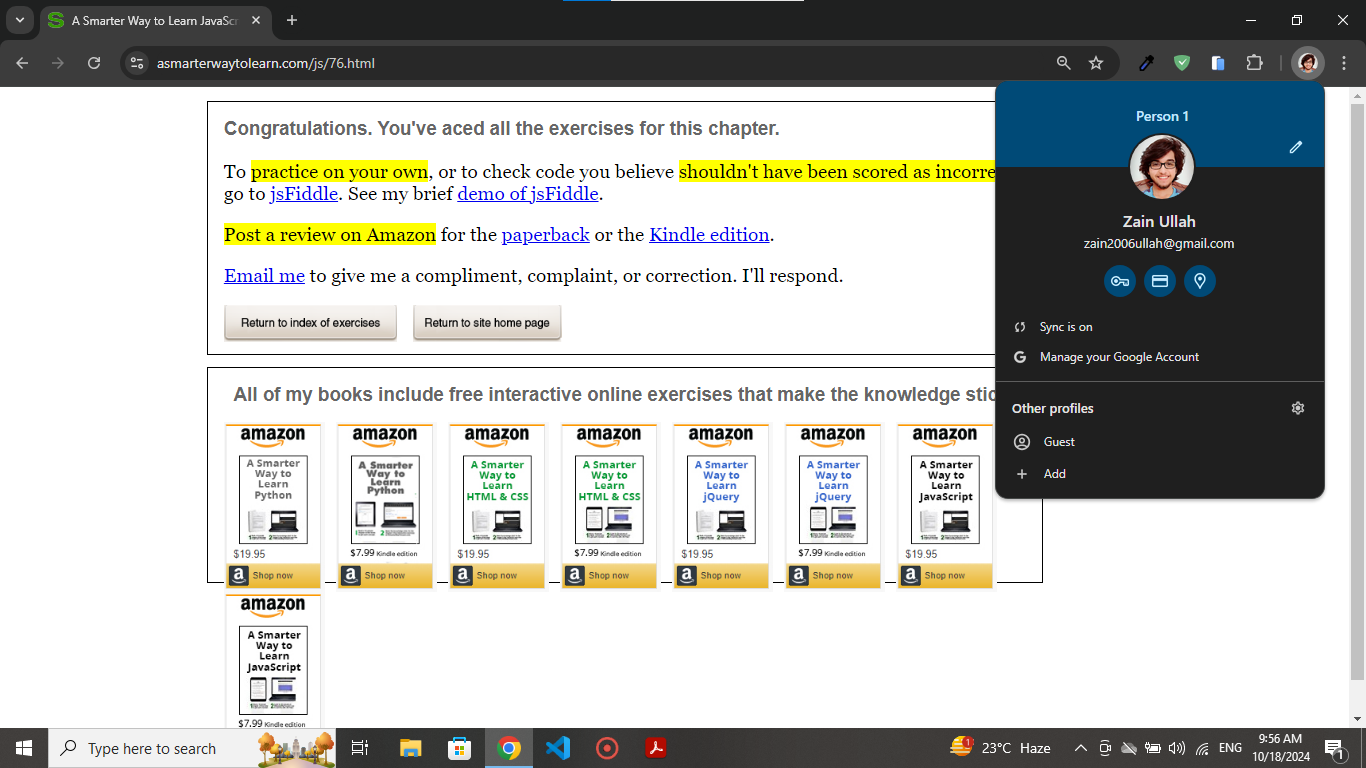 A Smarter Way to Learn JavaScr
asmarterwaytolearn.com/js/76.html
Congratulations. You've aced all the exercises for this chapter.
To practice on your own, or to check code you believe shouldn't have been scored as incorre
go to jsFiddle. See my brief demo of jsFiddle.
Post a review on Amazon for the paperback or the Kindle edition.
Email me to give me a compliment, complaint, or correction. I'll respond.
Return to index of exercises
Return to site home page
Person 1
Zain Ullah
zain2006ullah@gmail.com
Sync is on
Manage your Google Account
Other profiles
Guest
Add
All of my books include free interactive online exercises that make the knowledge stic
amazon
A Smarter
Way to
Learn
Python
$19.95
Shop now
amazon
A Smarter
Way to
Learn
Python
$7.99 Kindle edition
Shop now
amazon
A Smarter
Way to
Learn
HTML & CSS
$19.95
Shop now
amazon
A Smarter
Way to
Learn
HTML & CSS
$7.99 Kindle edition
Shop now
amazon
A Smarter
Way to
Learn
jQuery
$19.95
Shop now
amazon
A Smarter
Way to
Learn
jQuery
$7.99 Kindle edition
Shop now
amazon
A Smarter
Way to
Learn
JavaScript
$19.95
Shop now
amazon
A Smarter
Way to
Learn
JavaScript
$7.99 Kindle edition
Type here to search
23°C Haze
ENG
9:56 AM
10/18/2024